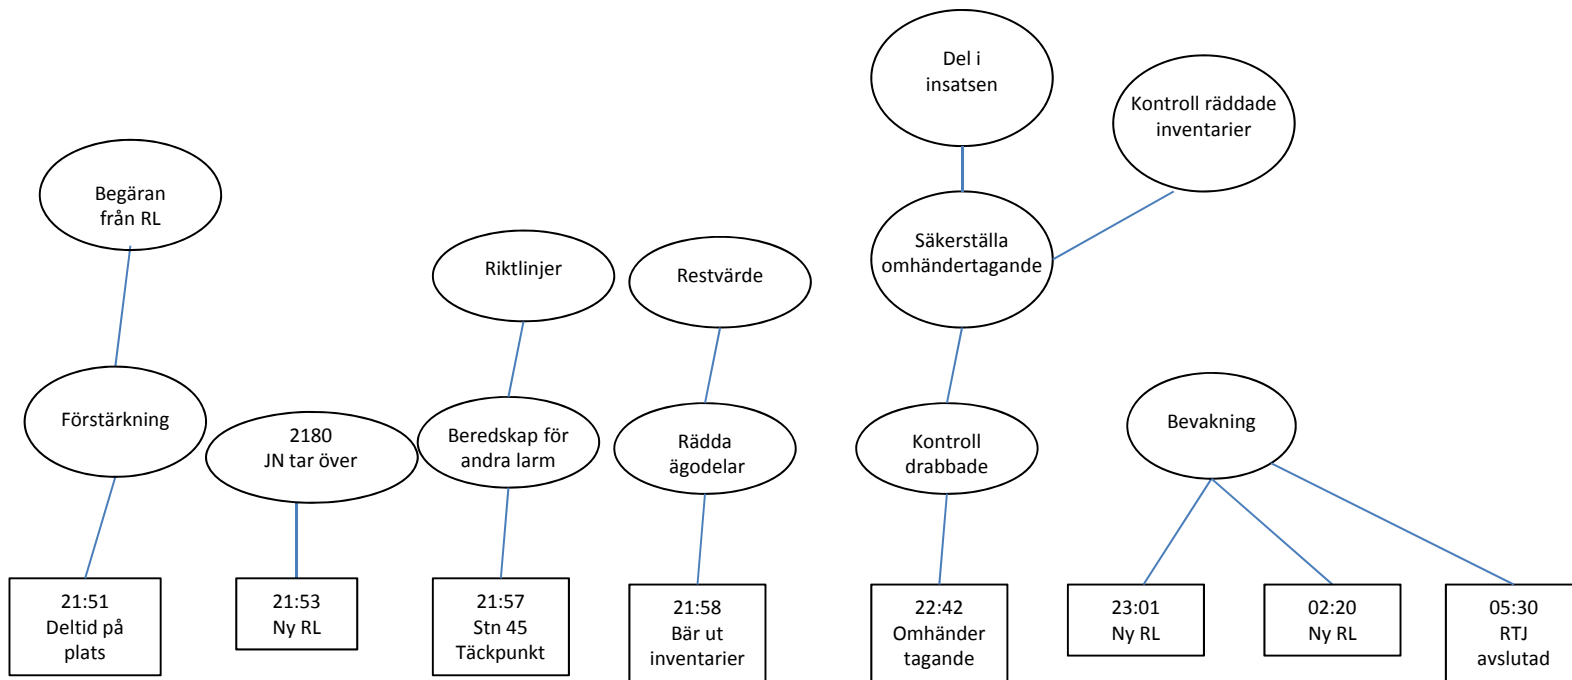 Del i
insatsen
Kontroll räddade
inventarier
Begäran
från RL
Säkerställa
omhändertagande
Riktlinjer
Restvärde
Förstärkning
2180
JN tar över
Beredskap för
andra larm
Rädda
ägodelar
Kontroll
drabbade
Bevakning
21:51
Deltid på
plats
21:53
Ny RL
21:57
Stn 45
Täckpunkt
21:58
Bär ut
inventarier
22:42
Omhänder
tagande
23:01
Ny RL
02:20
Ny RL
05:30
RTJ
avslutad